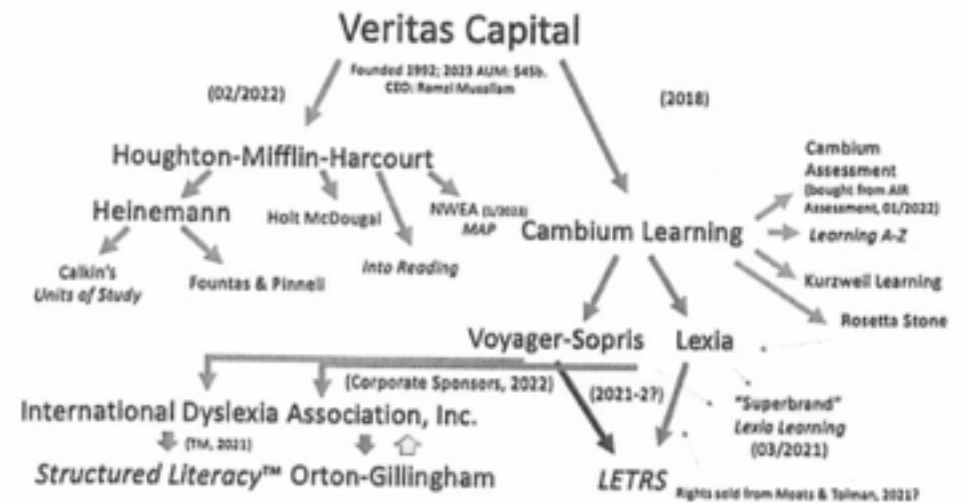 Veritas Capital
Founded 1992; 2023 AUM: $45b.
CEO: Ramzi Musallam
(02/2022)
(2018)
Houghton-Mifflin-Harcourt
Heinemann
Holt McDougal
NWEA (1/2023)
MAP
Into Reading
Calkin's
Units of Study
Fountas & Pinnell
Cambium Learning
Cambium
Assessment
(bought from AIR
Assessment, 01/2022)
Learning A-Z
Kurzweil Learning
Rosetta Stone
Voyager-Sopris
Lexia
(Corporate Sponsors, 2022)
(2021-2?)
"Superbrand"
Lexia Learning
(03/2021)
International Dyslexia Association, Inc.
(TM, 2021)
Structured Literacy™ Orton-Gillingham
LETRS
Rights sold from Moats & Tolman, 2021?